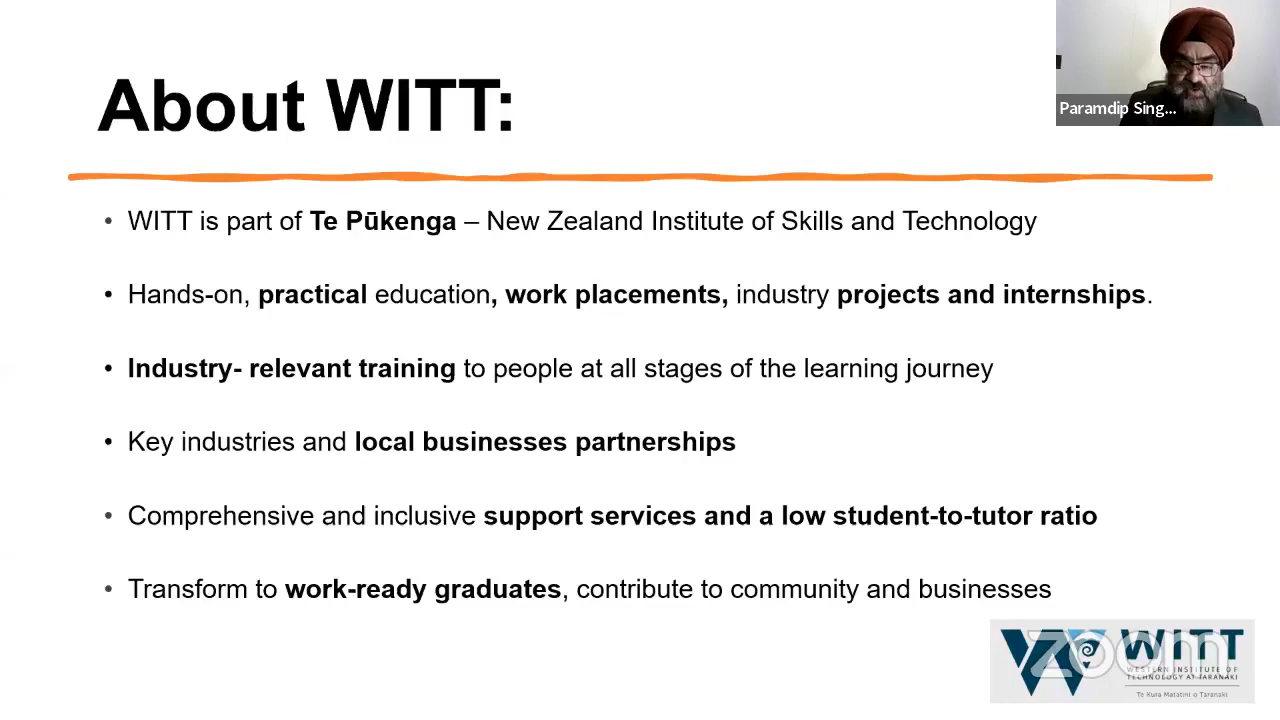 About WITT:
Paramdip Sing...
• WITT is part of Te Pūkenga – New Zealand Institute of Skills and Technology
• Hands-on, practical education, work placements, industry projects and internships.
• Industry- relevant training to people at all stages of the learning journey
• Key industries and local businesses partnerships
• Comprehensive and inclusive support services and a low student-to-tutor ratio
• Transform to work-ready graduates, contribute to community and businesses
WITT
zoom
WESTERN INSTITUTE OF
TECHNOLOGY AT TARANAKI
Te Kura Matatini o Taranaki